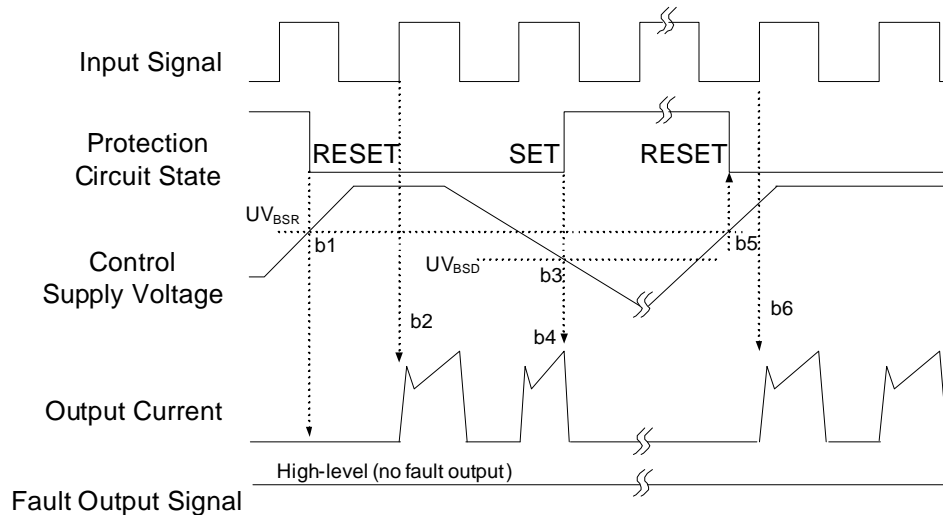 Input Signal
Protection
Circuit State
RESET
SET
RESET
UVBSR
b1
b5
Control
Supply Voltage
UVBSD
b3
b2
b4
b6
Output Current
High-level (no fault output)
Fault Output Signal